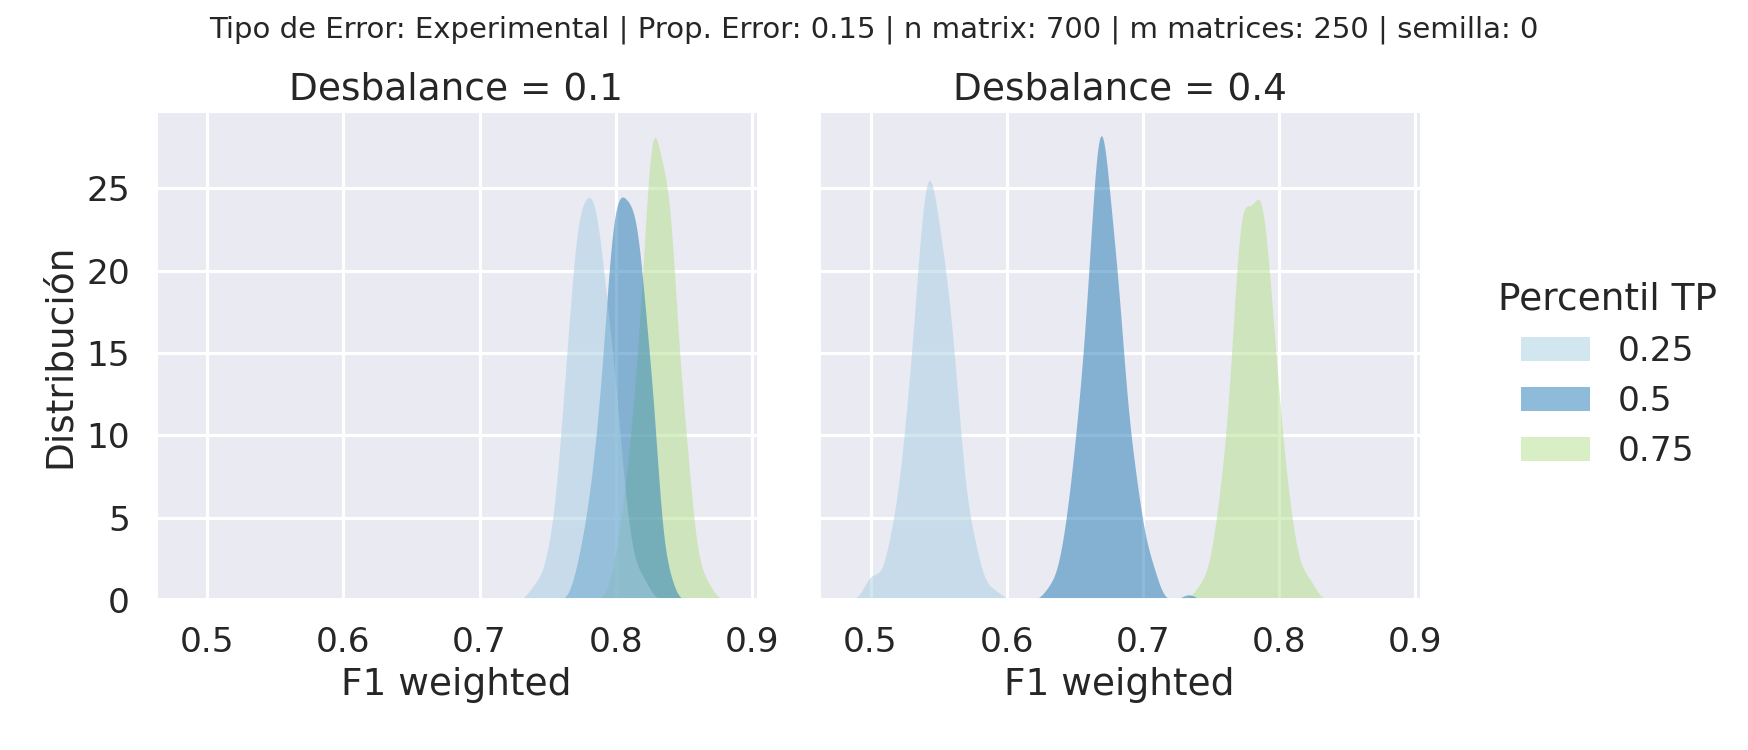 Tipo de Error: Experimental | Prop. Error: 0.15 | n matrix: 700 | m matrices: 250 | semilla: 0
Desbalance = 0.1
Desbalance = 0.4
Distribución
25
20
15
10
5
0
0.5 0.6 0.7 0.8 0.9
0.5 0.6 0.7 0.8 0.9
F1 weighted
F1 weighted
Percentil TP
0.25
0.5
0.75